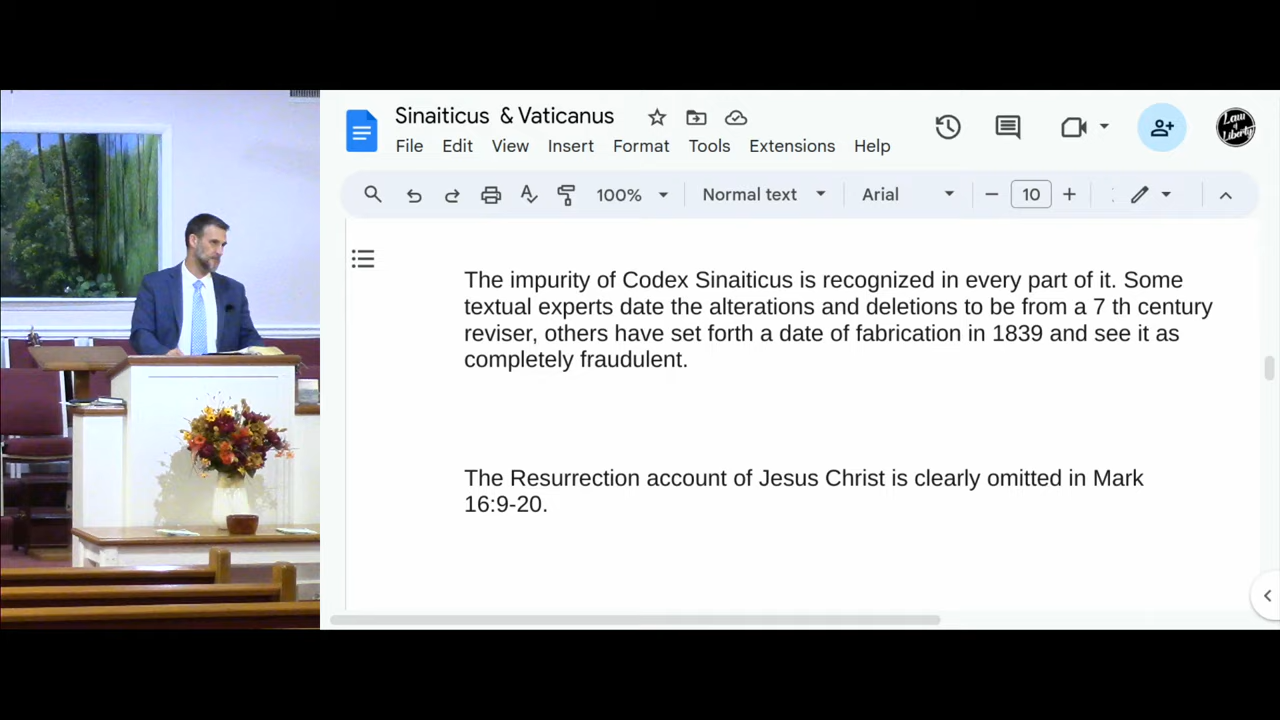 Sinaiticus & Vaticanus
File Edit View Insert Format Tools Extensions Help
Law of Liberty
100% Normal text Arial 10
The impurity of Codex Sinaiticus is recognized in every part of it. Some
textual experts date the alterations and deletions to be from a 7 th century
reviser, others have set forth a date of fabrication in 1839 and see it as
completely fraudulent.
The Resurrection account of Jesus Christ is clearly omitted in Mark
16:9-20.